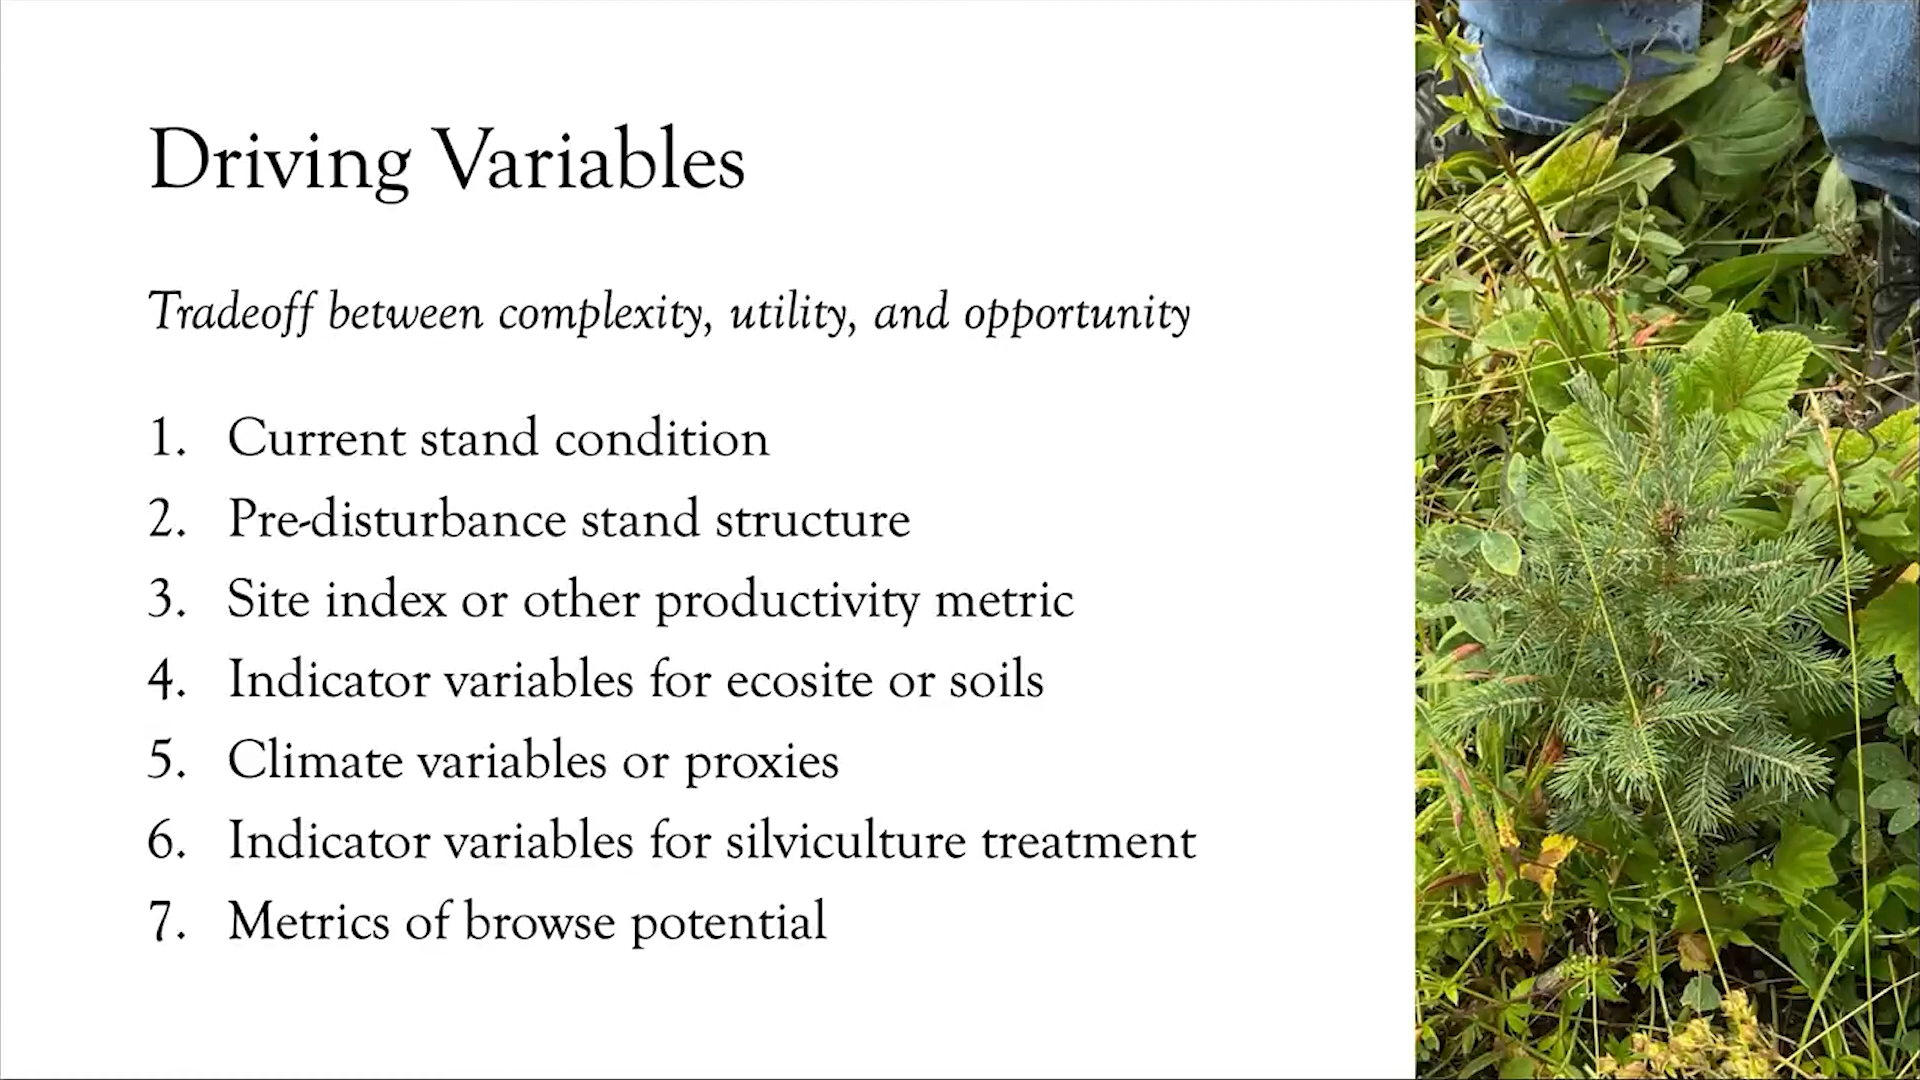 Driving Variables
Tradeoff between complexity, utility, and opportunity
1. Current stand condition
2. Pre-disturbance stand structure
3. Site index or other productivity metric
4. Indicator variables for ecosite or soils
5. Climate variables or proxies
6. Indicator variables for silviculture treatment
7. Metrics of browse potential